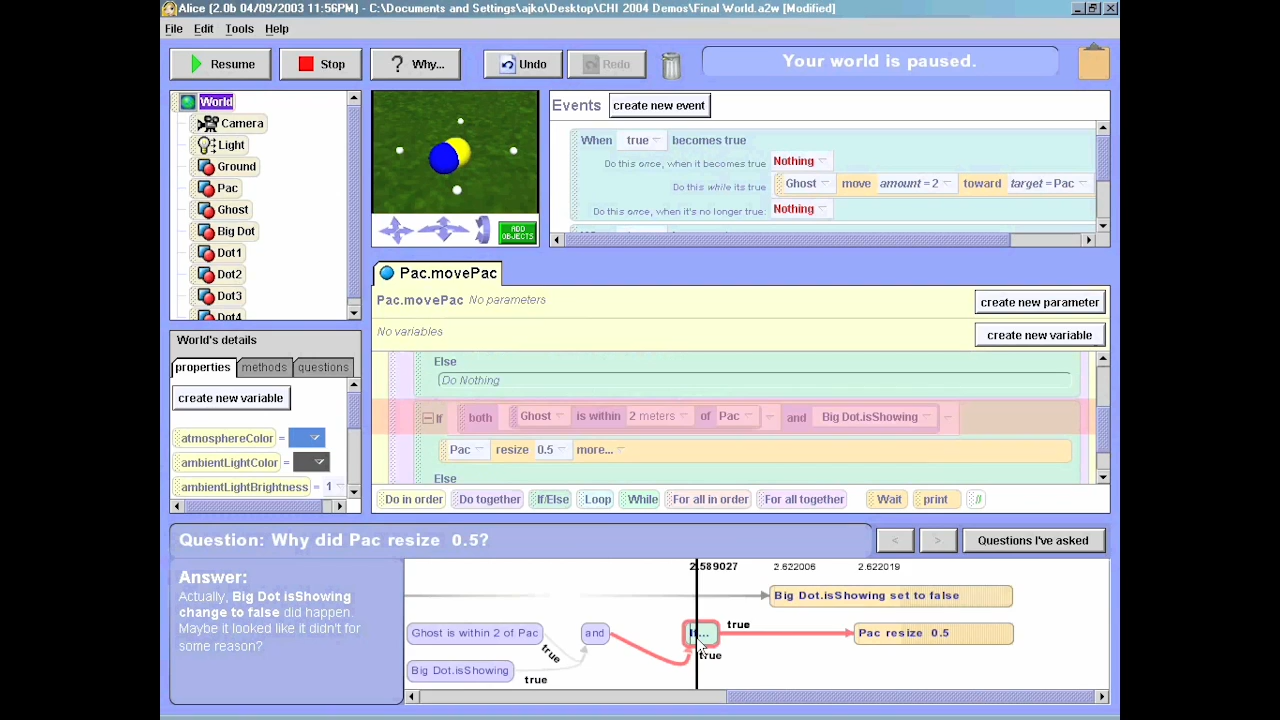 Alice (2.0b 04/09/2003 11:56PM) - C:\Documents and Settings\ajko\Desktop\CHI 2004 Demos\Final World.a2w [Modified]
File Edit Tools Help
Resume Stop ? Why... Undo Redo Your world is paused.
World
Camera
Light
Ground
Pac
Ghost
Big Dot
Dot1
Dot2
Dot3
Dot4
ADD OBJECTS
Events create new event
When true becomes true
Do this once, when it becomes true Nothing
Do this while its true Ghost move amount = 2 toward target = Pac
Do this once, when it's no longer true: Nothing
World's details
properties methods questions
create new variable
atmosphereColor =
ambientLightColor =
ambientLightBrightness = 1
Pac.movePac
Pac.movePac No parameters create new parameter
No variables create new variable
Else
Do Nothing
If both Ghost is within 2 meters of Pac and Big Dot.isShowing
Pac resize 0.5 more...
Else
Do in order Do together If/Else Loop While For all in order For all together Wait print //
Question: Why did Pac resize 0.5? < > Questions I've asked
Answer:
Actually, Big Dot isShowing
change to false did happen.
Maybe it looked like it didn't for
some reason?
2.589027 2.622006 2.622019
Big Dot.isShowing set to false
Ghost is within 2 of Pac and If... true Pac resize 0.5
true true
Big Dot.isShowing
true